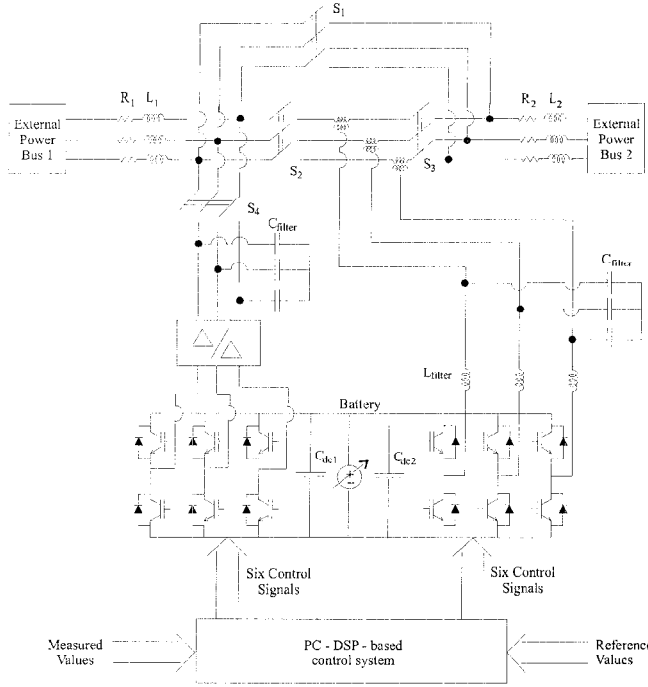 S1
R1 L1
R2 L2
External
Power
Bus 1
External
Power
Bus 2
S2
S3
S4
Cfilter
Cfilter
Lfilter
Battery
Cdc1
Cdc2
Six Control
Signals
Six Control
Signals
Measured
Values
PC - DSP - based
control system
Reference
Values